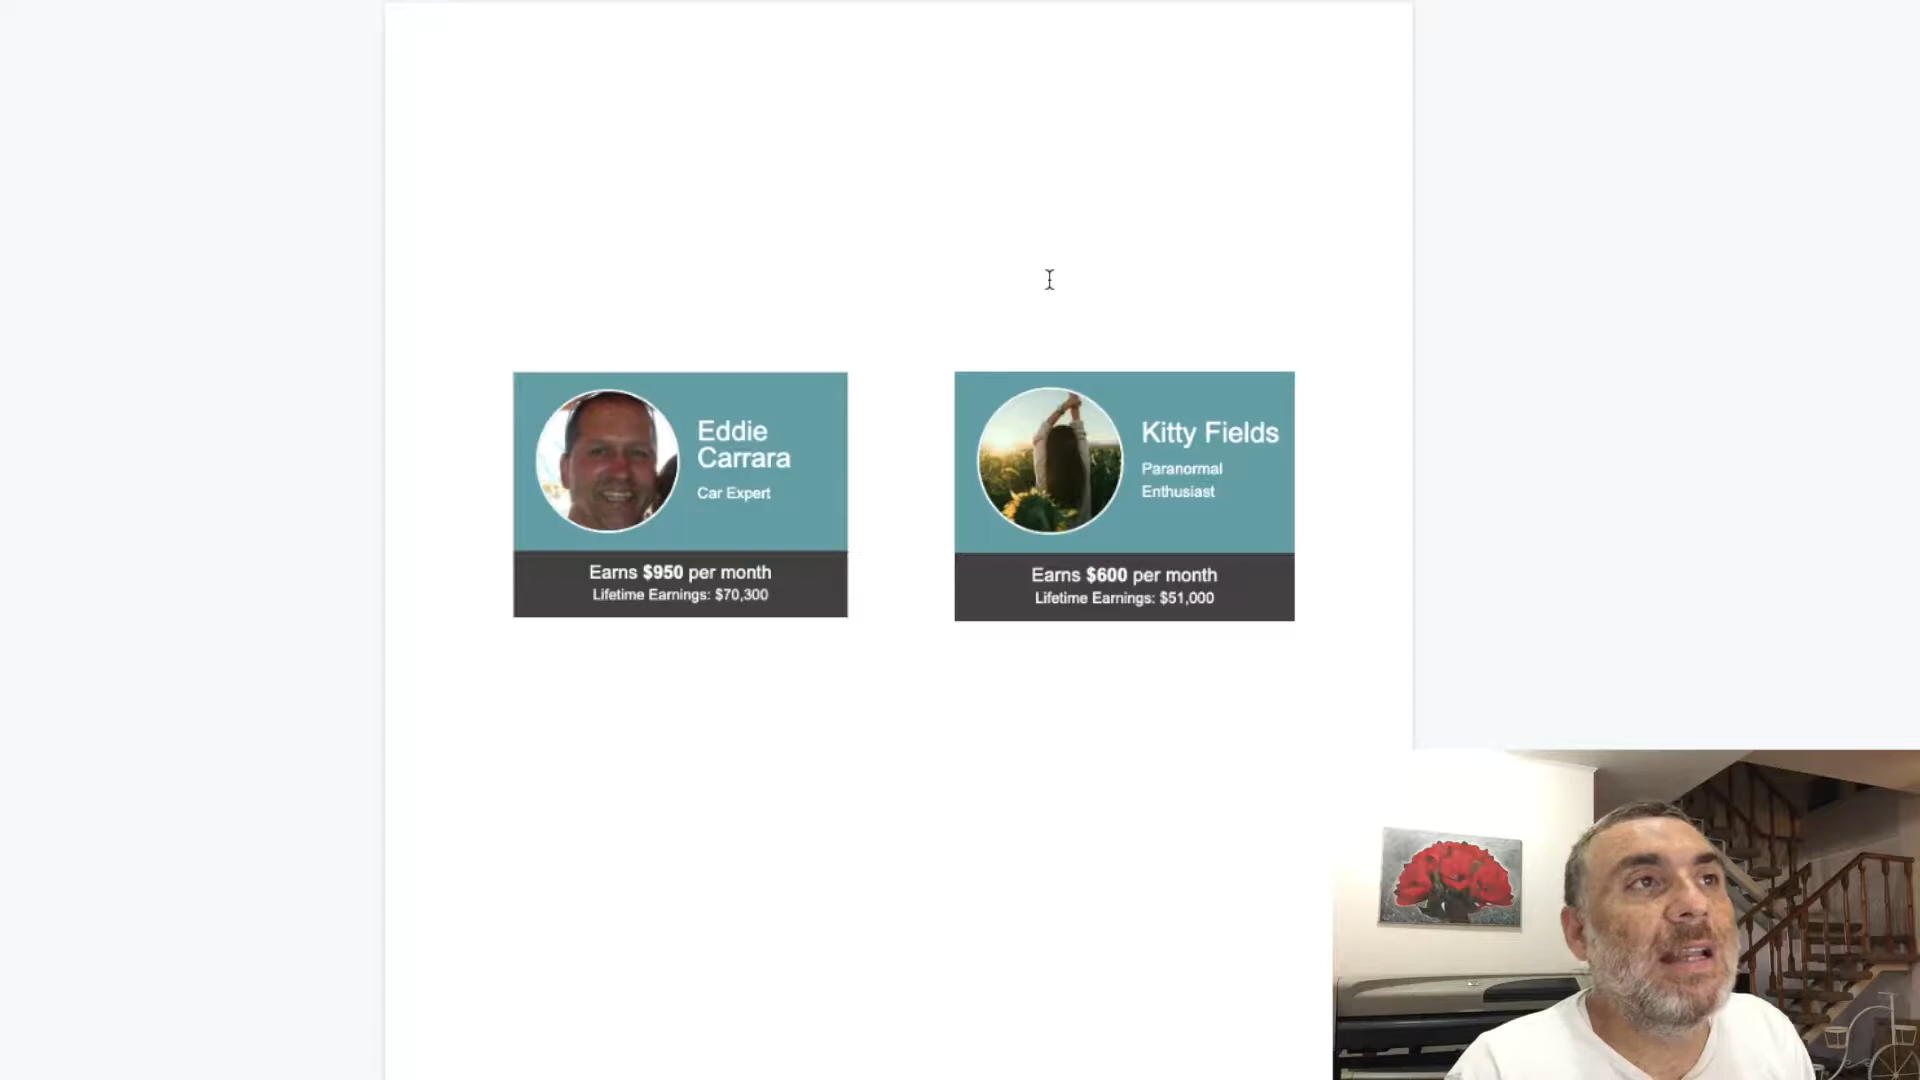 Eddie
Carrara
Car Expert
Earns $950 per month
Lifetime Earnings: $70,300
Kitty Fields
Paranormal
Enthusiast
Earns $600 per month
Lifetime Earnings: $51,000